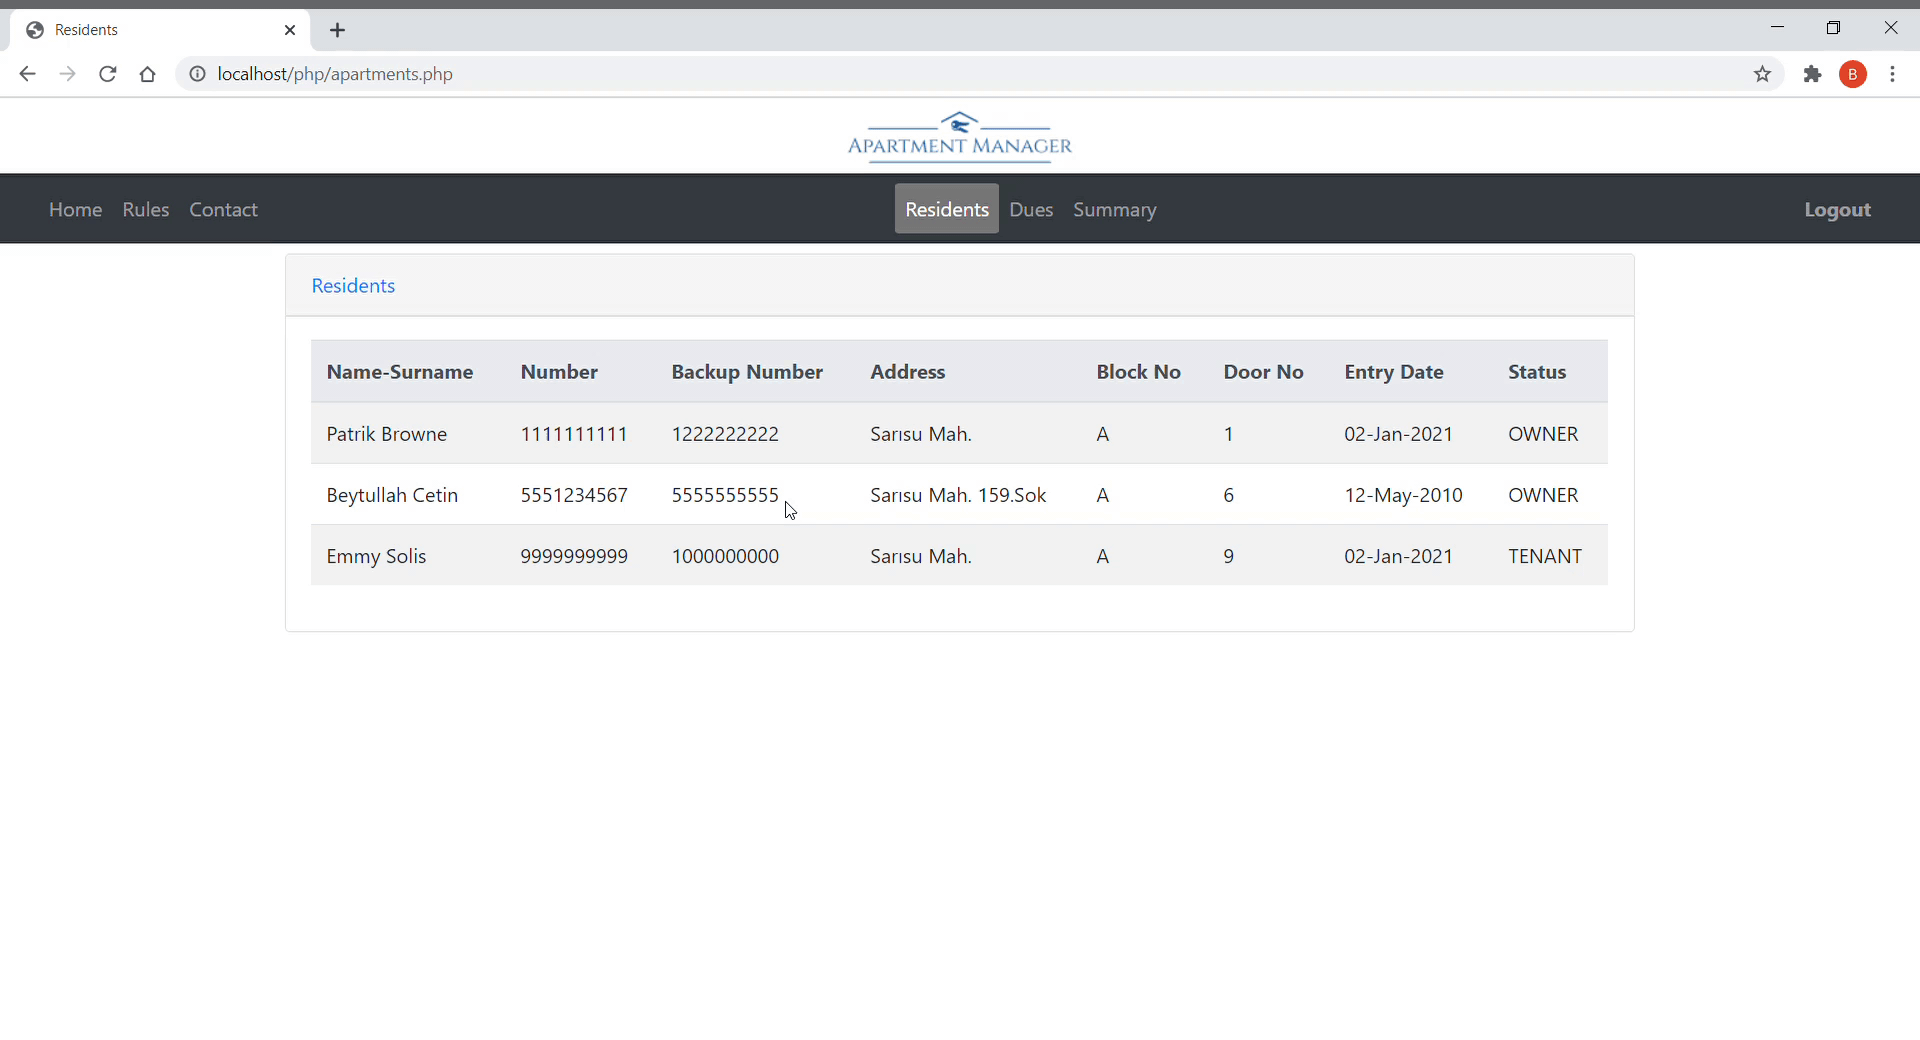 Residents
localhost/php/apartments.php
B
APARTMENT MANAGER
Home Rules Contact Residents Dues Summary Logout
Residents
Name-Surname Number Backup Number Address Block No Door No Entry Date Status
Patrik Browne 1111111111 1222222222 Sarısu Mah. A 1 02-Jan-2021 OWNER
Beytullah Cetin 5551234567 5555555555 Sarısu Mah. 159.Sok A 6 12-May-2010 OWNER
Emmy Solis 9999999999 1000000000 Sarısu Mah. A 9 02-Jan-2021 TENANT